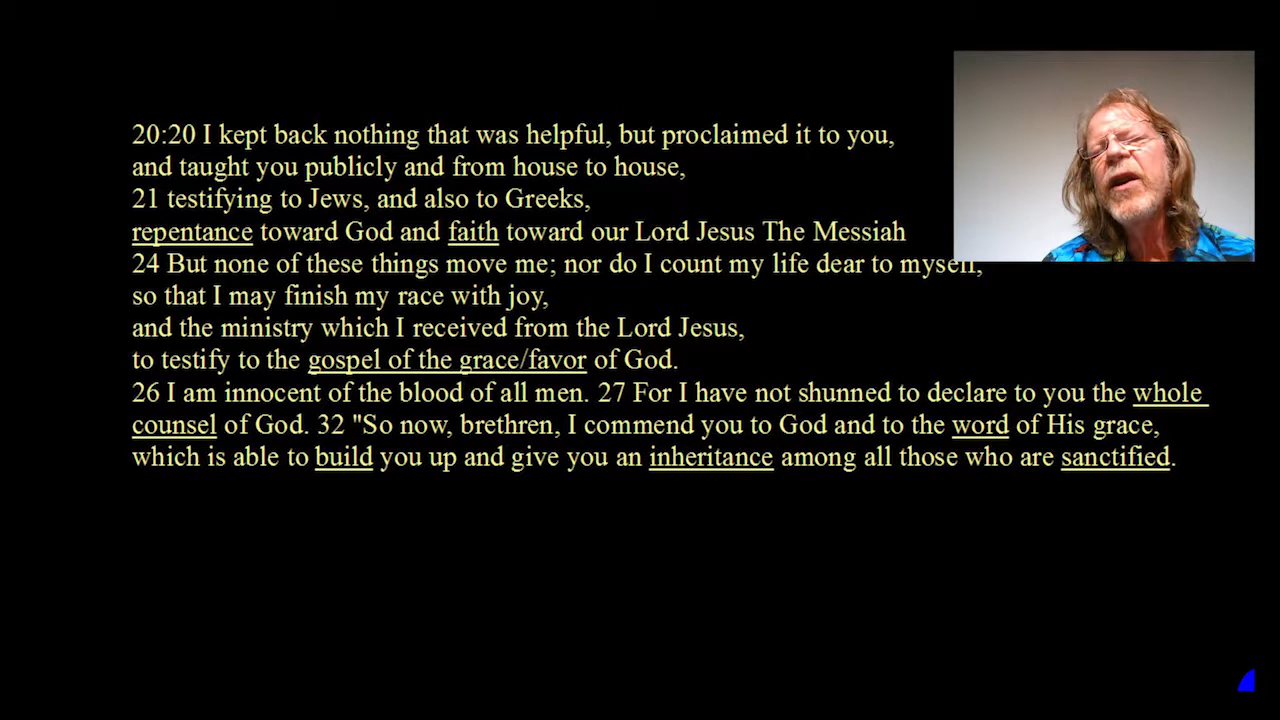 20:20 I kept back nothing that was helpful, but proclaimed it to you,
and taught you publicly and from house to house,
21 testifying to Jews, and also to Greeks,
repentance toward God and faith toward our Lord Jesus The Messiah
24 But none of these things move me; nor do I count my life dear to myself,
so that I may finish my race with joy,
and the ministry which I received from the Lord Jesus,
to testify to the gospel of the grace/favor of God.
26 I am innocent of the blood of all men. 27 For I have not shunned to declare to you the whole
counsel of God. 32 "So now, brethren, I commend you to God and to the word of His grace,
which is able to build you up and give you an inheritance among all those who are sanctified.